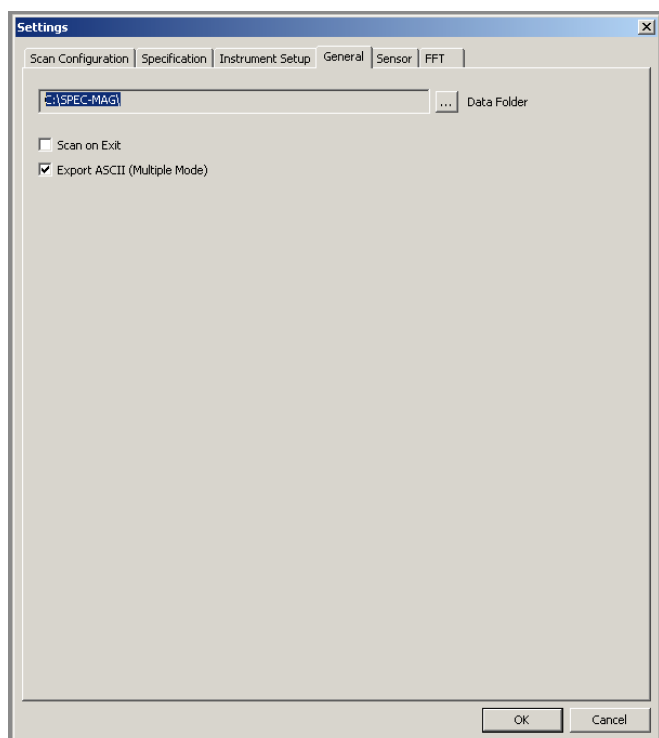 Settings
Scan Configuration Specification Instrument Setup General Sensor FFT
C:\SPEC-MAG\ ... Data Folder
Scan on Exit
Export ASCII (Multiple Mode)
OK Cancel